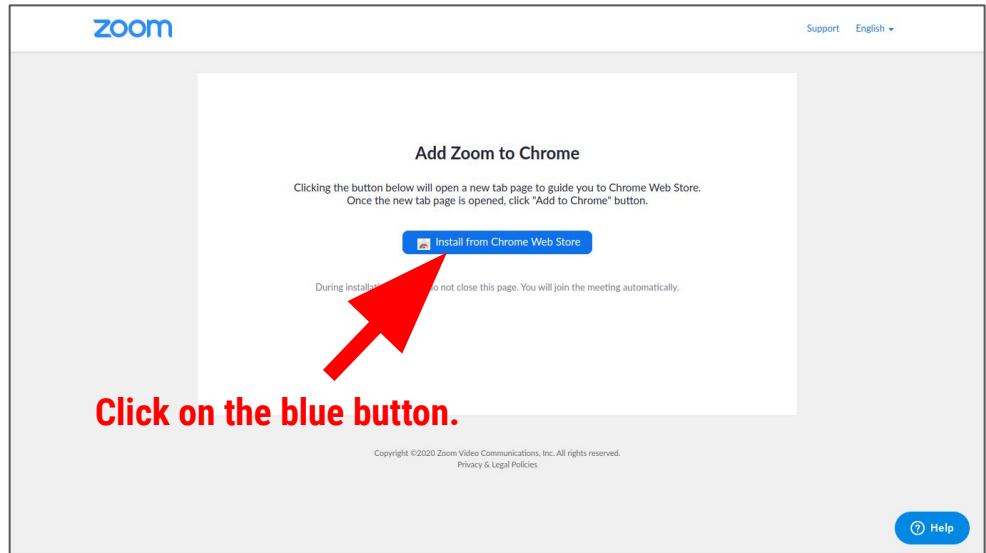 zoom
Support English
Add Zoom to Chrome
Clicking the button below will open a new tab page to guide you to Chrome Web Store.
Once the new tab page is opened, click "Add to Chrome" button.
Install from Chrome Web Store
During not close this page. You will join the meeting automatically.
Click on the blue button.
Copyright ©2020 Zoom Video Communications, Inc. All rights reserved.
Privacy & Legal Policies
Help